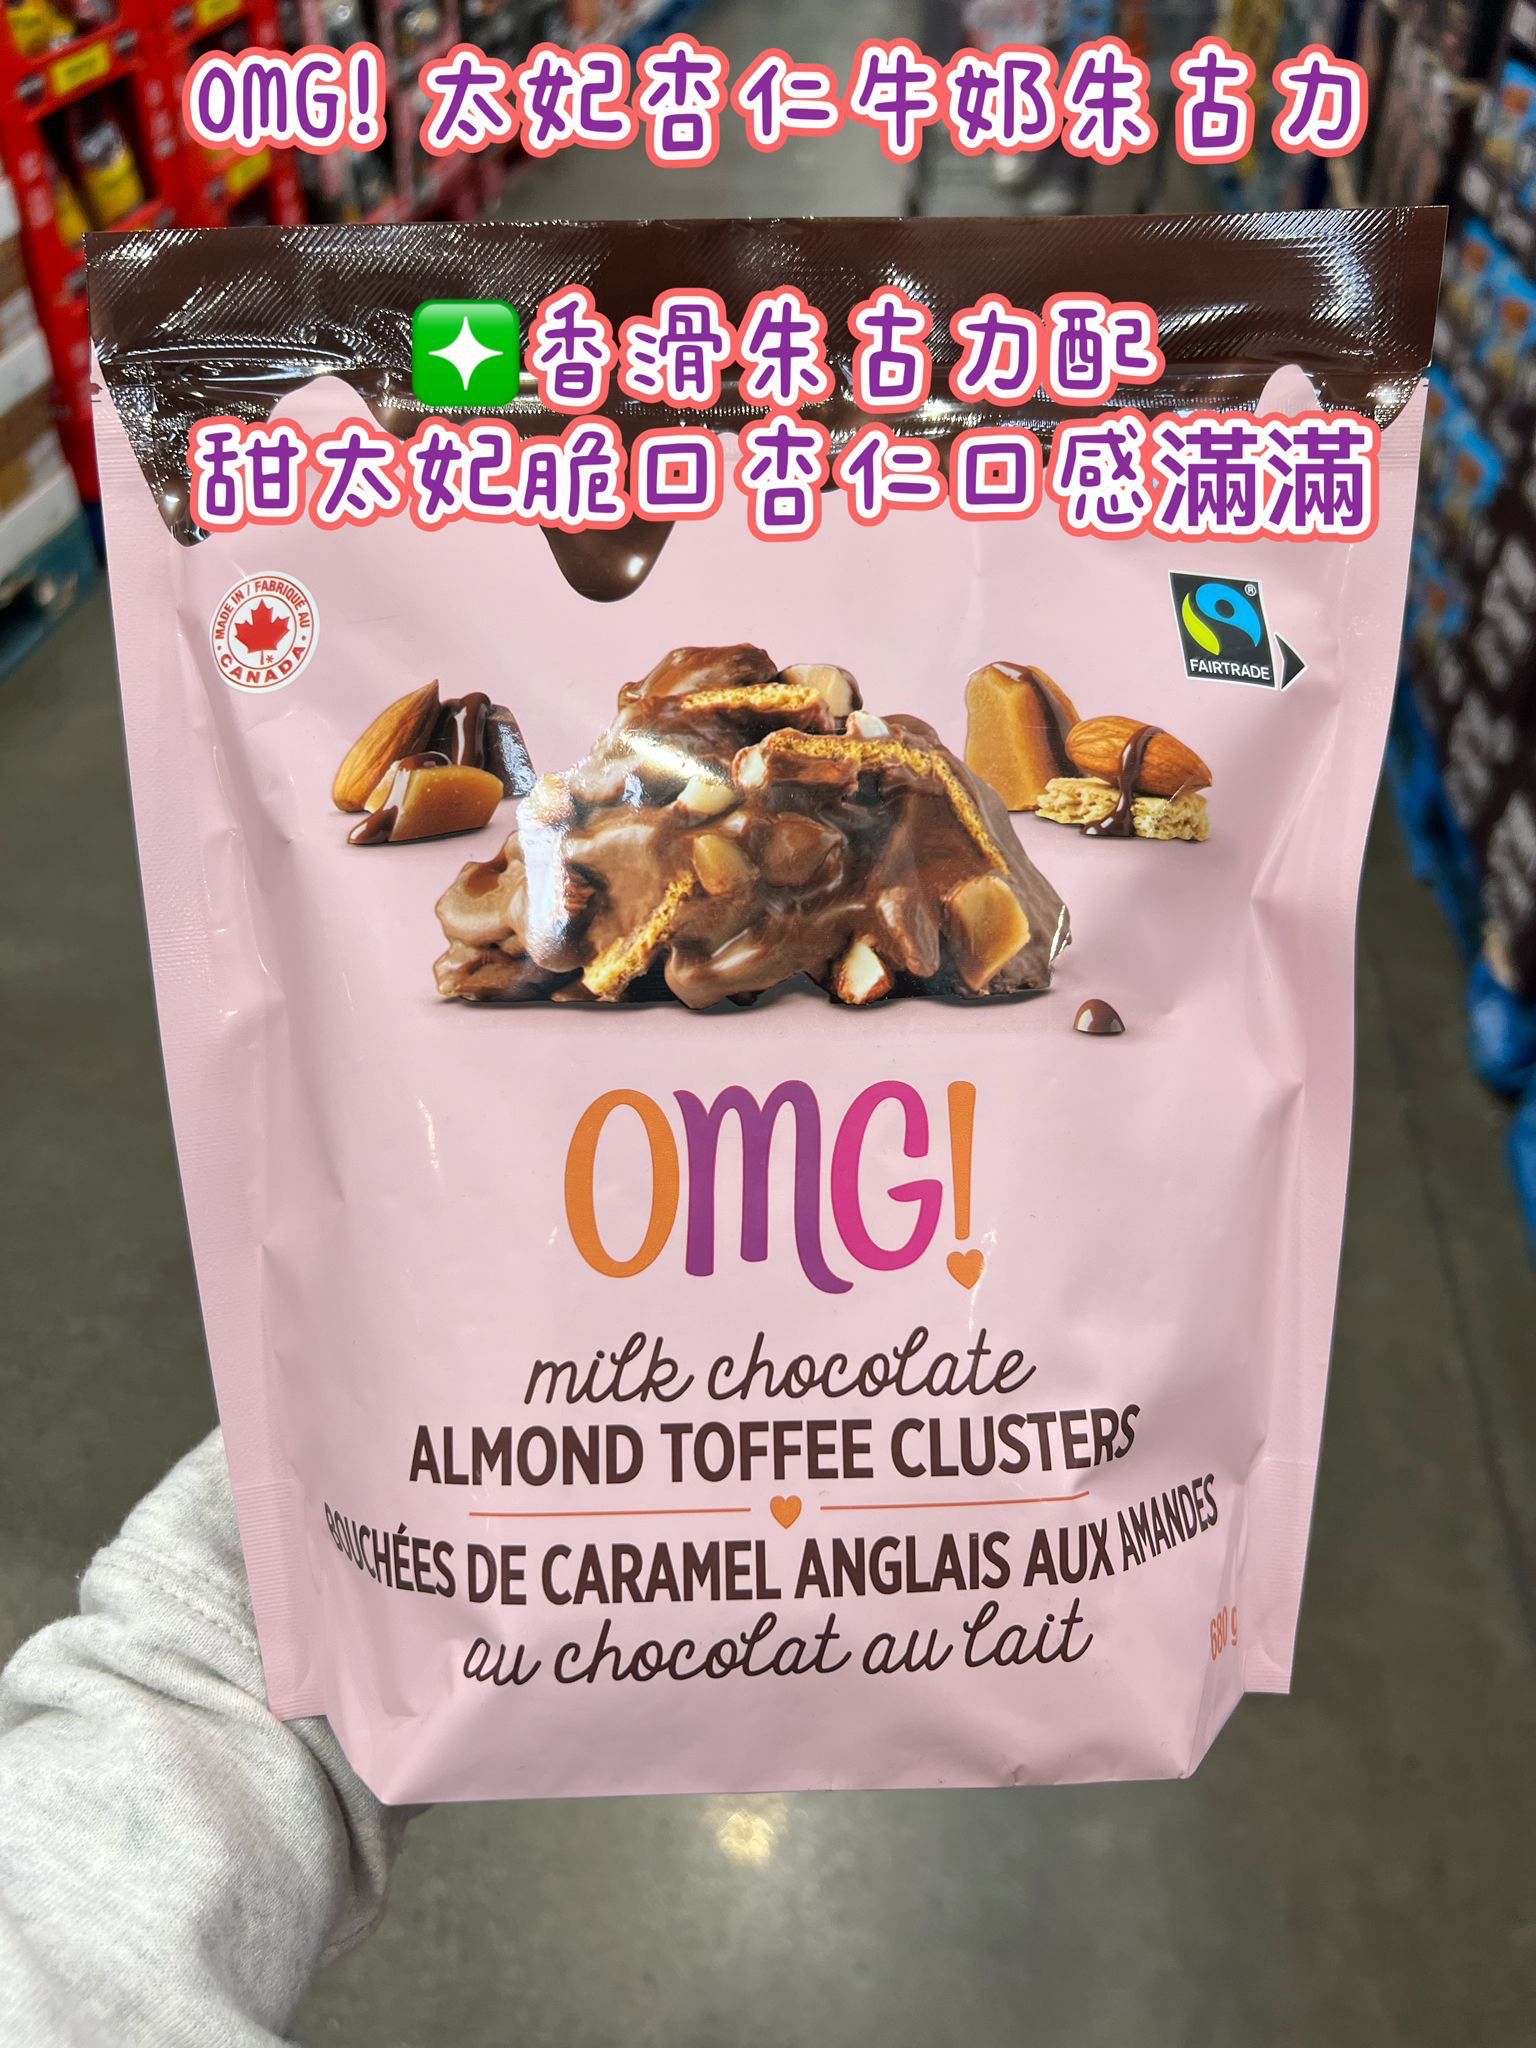 OMG! 太妃杏仁牛奶朱古力
香滑朱古力配
甜太妃脆口杏仁口感滿滿
MADE IN / FABRIQUÉ AU
CANADA
FAIRTRADE
OMG!
milk chocolate
ALMOND TOFFEE CLUSTERS
BOUCHÉES DE CARAMEL ANGLAIS AUX AMANDES
au chocolat au lait
680 g